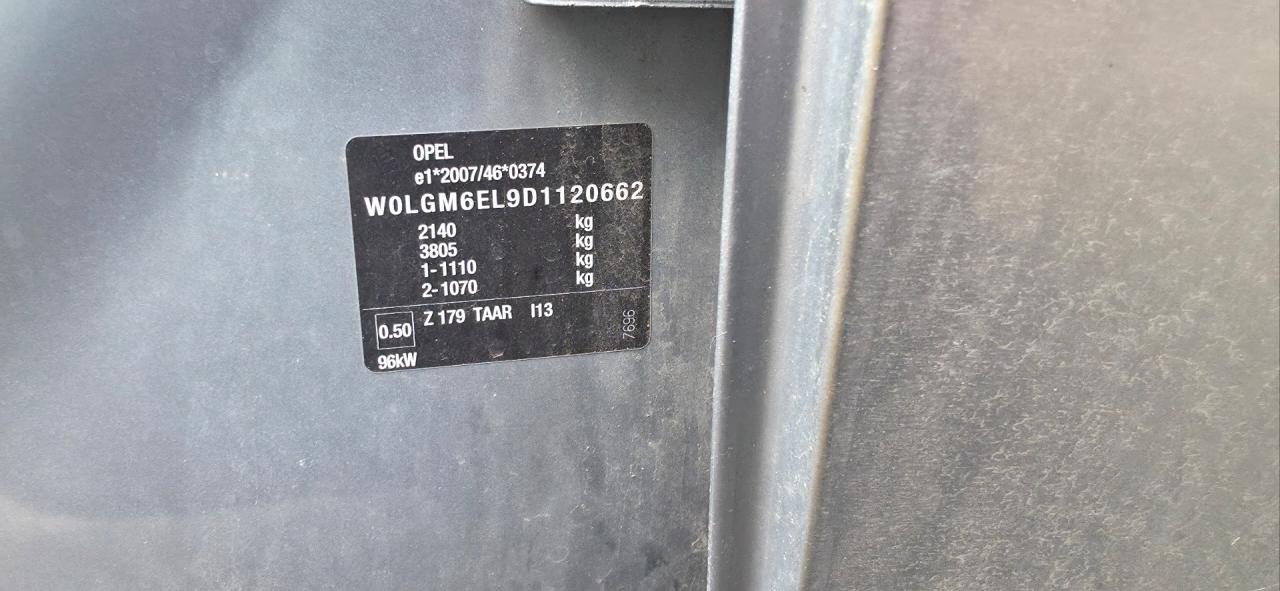 OPEL
e1*2007/46*0374
W0LGM6EL9D1120662
2140 kg
3805 kg
1-1110 kg
2-1070 kg
0.50 Z 179 TAAR I13
7696
96kW